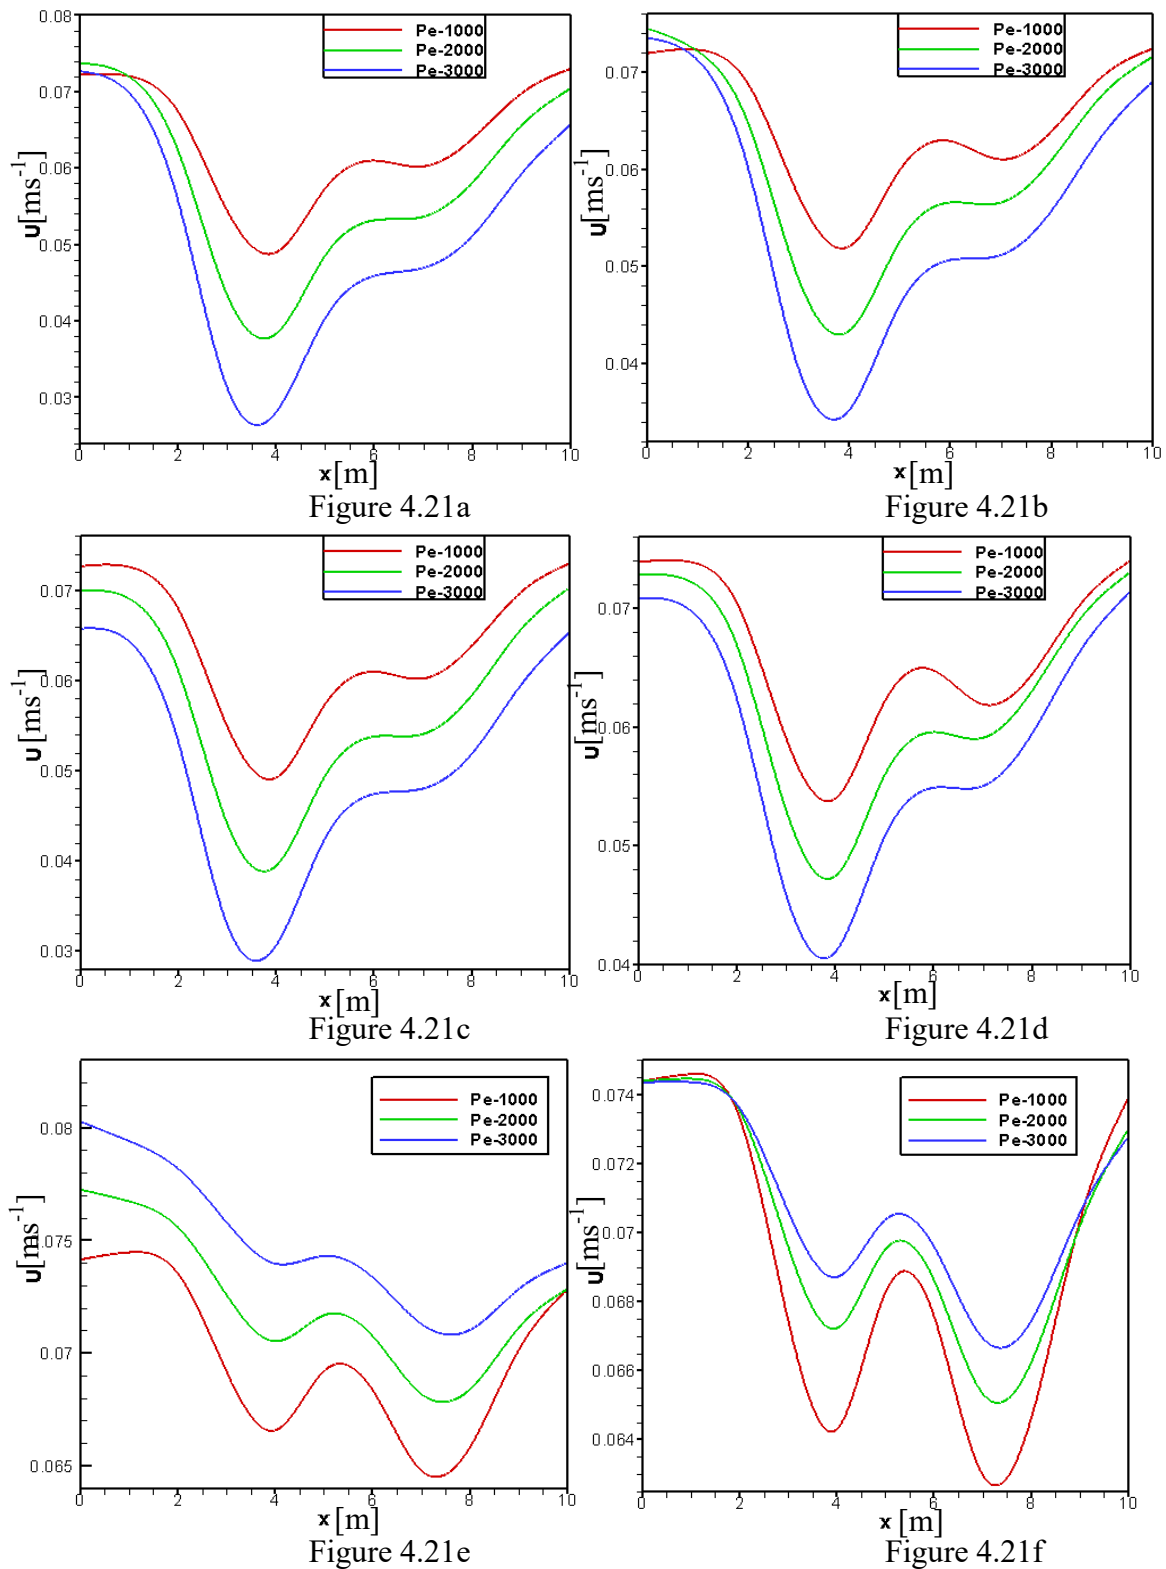 0.08
0.07
0.06
0.05
0.04
0.03
U[ms-1]
Pe-1000
Pe-2000
Pe-3000
0 2 4 6 8 10
x[m]
Figure 4.21a
0.07
0.06
0.05
0.04
U[ms-1]
Pe-1000
Pe-2000
Pe-3000
0 2 4 6 8 10
x[m]
Figure 4.21b
0.07
0.06
0.05
0.04
0.03
U[ms-1]
Pe-1000
Pe-2000
Pe-3000
0 2 4 6 8 10
x[m]
Figure 4.21c
0.07
0.06
0.05
0.04
U[ms-1]
Pe-1000
Pe-2000
Pe-3000
0 2 4 6 8 10
x[m]
Figure 4.21d
0.08
0.075
0.07
0.065
U[ms-1]
Pe-1000
Pe-2000
Pe-3000
0 2 4 6 8 10
x[m]
Figure 4.21e
0.074
0.072
0.07
0.068
0.066
0.064
U[ms-1]
Pe-1000
Pe-2000
Pe-3000
0 2 4 6 8 10
x[m]
Figure 4.21f